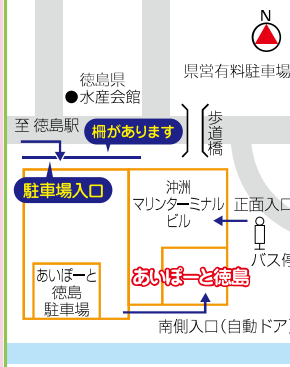 N
県営有料駐車場
徳島県
●水産会館
歩道橋
至 徳島駅
柵があります
駐車場入口
沖洲
マリンターミナル
ビル
正面入口
バス停
あいぽーと
徳島
駐車場
あいぽーと徳島
南側入口(自動ドア)